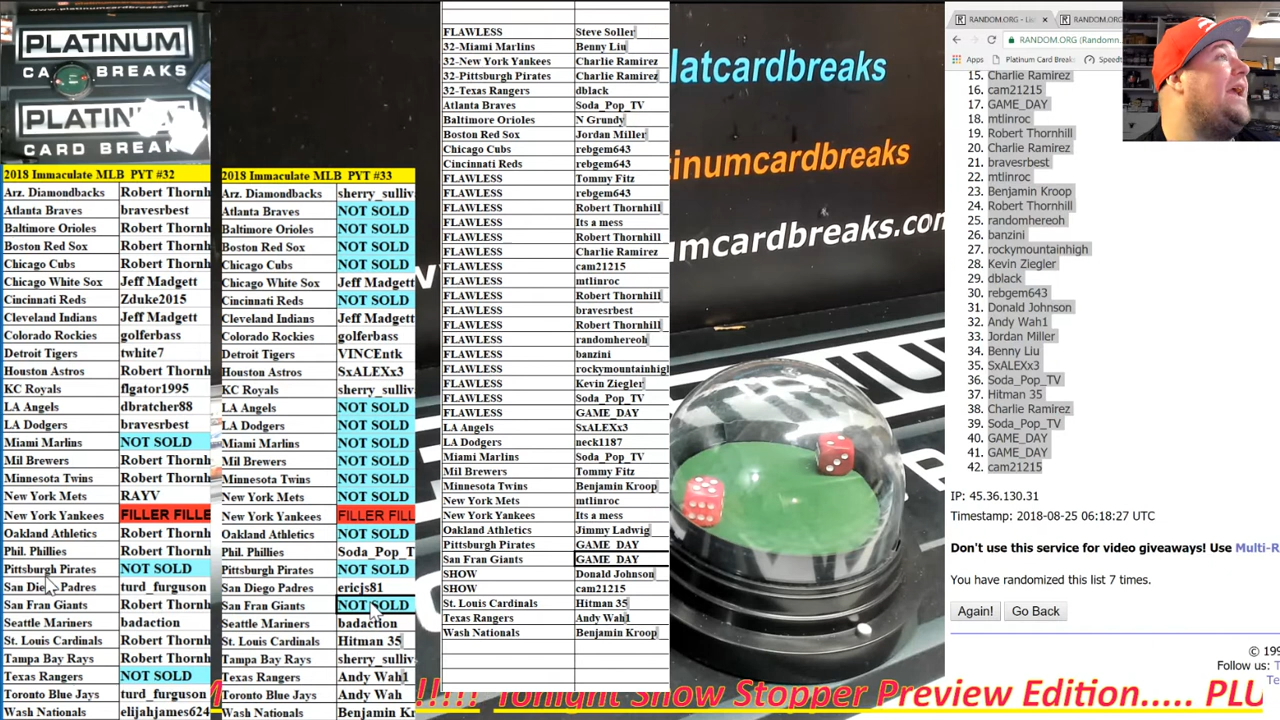 PLATINUM
CARD BREAKS
PLATINUM
CARD BREAK
2018 Immaculate MLB PYT #32
Arz. Diamondbacks Robert Thornh
Atlanta Braves bravesrbest
Baltimore Orioles Robert Thornh
Boston Red Sox Robert Thornh
Chicago Cubs Robert Thornh
Chicago White Sox Jeff Madgett
Cincinnati Reds Zduke2015
Cleveland Indians Jeff Madgett
Colorado Rockies golferbass
Detroit Tigers twhite7
Houston Astros Robert Thornh
KC Royals flgator1995
LA Angels dbratcher88
LA Dodgers bravesrbest
Miami Marlins NOT SOLD
Mil Brewers Robert Thornh
Minnesota Twins Robert Thornh
New York Mets RAYV
New York Yankees FILLER FILLE
Oakland Athletics Robert Thornh
Phil. Phillies Robert Thornh
Pittsburgh Pirates NOT SOLD
San Diego Padres turd_furguson
San Fran Giants Robert Thornh
Seattle Mariners badaction
St. Louis Cardinals Robert Thornh
Tampa Bay Rays Robert Thornh
Texas Rangers NOT SOLD
Toronto Blue Jays turd_furguson
Wash Nationals elijahjames624
2018 Immaculate MLB PYT #33
Arz. Diamondbacks sherry_sulliv
Atlanta Braves NOT SOLD
Baltimore Orioles NOT SOLD
Boston Red Sox NOT SOLD
Chicago Cubs NOT SOLD
Chicago White Sox Jeff Madgett
Cincinnati Reds NOT SOLD
Cleveland Indians Jeff Madgett
Colorado Rockies golferbass
Detroit Tigers VINCEntk
Houston Astros SxALEXx3
KC Royals sherry_sulliv
LA Angels NOT SOLD
LA Dodgers NOT SOLD
Miami Marlins NOT SOLD
Mil Brewers NOT SOLD
Minnesota Twins NOT SOLD
New York Mets NOT SOLD
New York Yankees FILLER FILL
Oakland Athletics NOT SOLD
Phil. Phillies Soda_Pop_T
Pittsburgh Pirates NOT SOLD
San Diego Padres ericjs81
San Fran Giants NOT SOLD
Seattle Mariners badaction
St. Louis Cardinals Hitman 35
Tampa Bay Rays sherry_sulliv
Texas Rangers Andy Wah1
Toronto Blue Jays Andy Wah
Wash Nationals Benjamin Kr
FLAWLESS Steve Soller
32-Miami Marlins Benny Liu
32-New York Yankees Charlie Ramirez
32-Pittsburgh Pirates Charlie Ramirez
32-Texas Rangers dblack
Atlanta Braves Soda_Pop_TV
Baltimore Orioles N Grundy
Boston Red Sox Jordan Miller
Chicago Cubs rebgem643
Cincinnati Reds rebgem643
FLAWLESS Tommy Fitz
FLAWLESS rebgem643
FLAWLESS Robert Thornhill
FLAWLESS Its a mess
FLAWLESS Robert Thornhill
FLAWLESS Charlie Ramirez
FLAWLESS cam21215
FLAWLESS mtlinroc
FLAWLESS Robert Thornhill
FLAWLESS bravesrbest
FLAWLESS Robert Thornhill
FLAWLESS randomhereoh
FLAWLESS banzini
FLAWLESS rockymountainhigh
FLAWLESS Kevin Ziegler
FLAWLESS Soda_Pop_TV
FLAWLESS GAME_DAY
LA Angels SxALEXx3
LA Dodgers neck1187
Miami Marlins Soda_Pop_TV
Mil Brewers Tommy Fitz
Minnesota Twins Benjamin Kroop
New York Mets mtlinroc
New York Yankees Its a mess
Oakland Athletics Jimmy Ladwig
Pittsburgh Pirates GAME_DAY
San Fran Giants GAME_DAY
SHOW Donald Johnson
SHOW cam21215
St. Louis Cardinals Hitman 35
Texas Rangers Andy Wah1
Wash Nationals Benjamin Kroop
latcardbreaks
tinumcardbreaks
numcardbreaks.com
RANDOM.ORG - Lis
RANDOM.ORG
RANDOM.ORG (Randomn
Apps Platinum Card Break Speedt
15. Charlie Ramirez
16. cam21215
17. GAME_DAY
18. mtlinroc
19. Robert Thornhill
20. Charlie Ramirez
21. bravesrbest
22. mtlinroc
23. Benjamin Kroop
24. Robert Thornhill
25. randomhereoh
26. banzini
27. rockymountainhigh
28. Kevin Ziegler
29. dblack
30. rebgem643
31. Donald Johnson
32. Andy Wah1
33. Jordan Miller
34. Benny Liu
35. SxALEXx3
36. Soda_Pop_TV
37. Hitman 35
38. Charlie Ramirez
39. Soda_Pop_TV
40. GAME_DAY
41. GAME_DAY
42. cam21215
IP: 45.36.130.31
Timestamp: 2018-08-25 06:18:27 UTC
Don't use this service for video giveaways! Use Multi-R
You have randomized this list 7 times.
Again! Go Back
© 199
Follow us: T
Te
!!!!! Tonight Show Stopper Preview Edition..... PLU